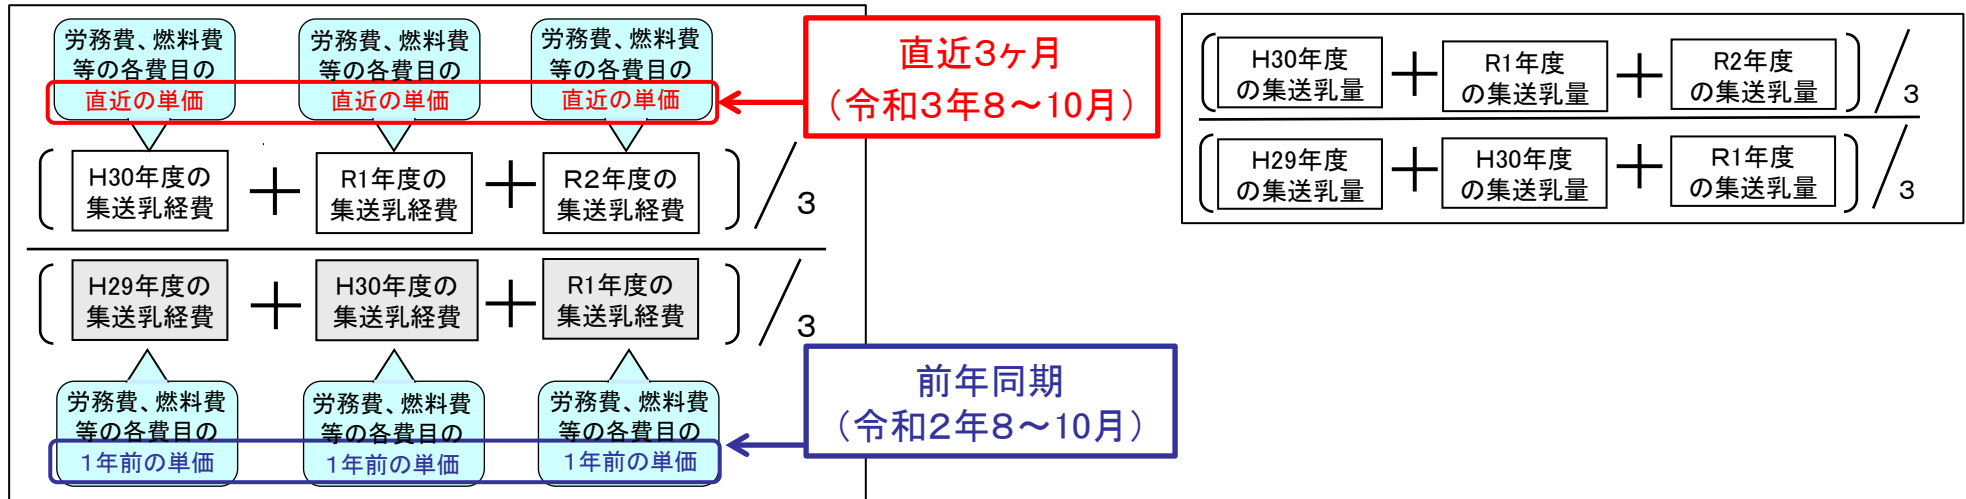 労務費、燃料費
等の各費目の
直近の単価
労務費、燃料費
等の各費目の
直近の単価
労務費、燃料費
等の各費目の
直近の単価
直近3ヶ月
（令和3年8～10月）
H30年度の
集送乳経費
＋
R1年度の
集送乳経費
＋
R2年度の
集送乳経費
3
H29年度の
集送乳経費
＋
H30年度の
集送乳経費
＋
R1年度の
集送乳経費
3
労務費、燃料費
等の各費目の
1年前の単価
労務費、燃料費
等の各費目の
1年前の単価
労務費、燃料費
等の各費目の
1年前の単価
前年同期
（令和2年8～10月）
H30年度
の集送乳量
＋
R1年度
の集送乳量
＋
R2年度
の集送乳量
3
H29年度
の集送乳量
＋
H30年度
の集送乳量
＋
R1年度
の集送乳量
3